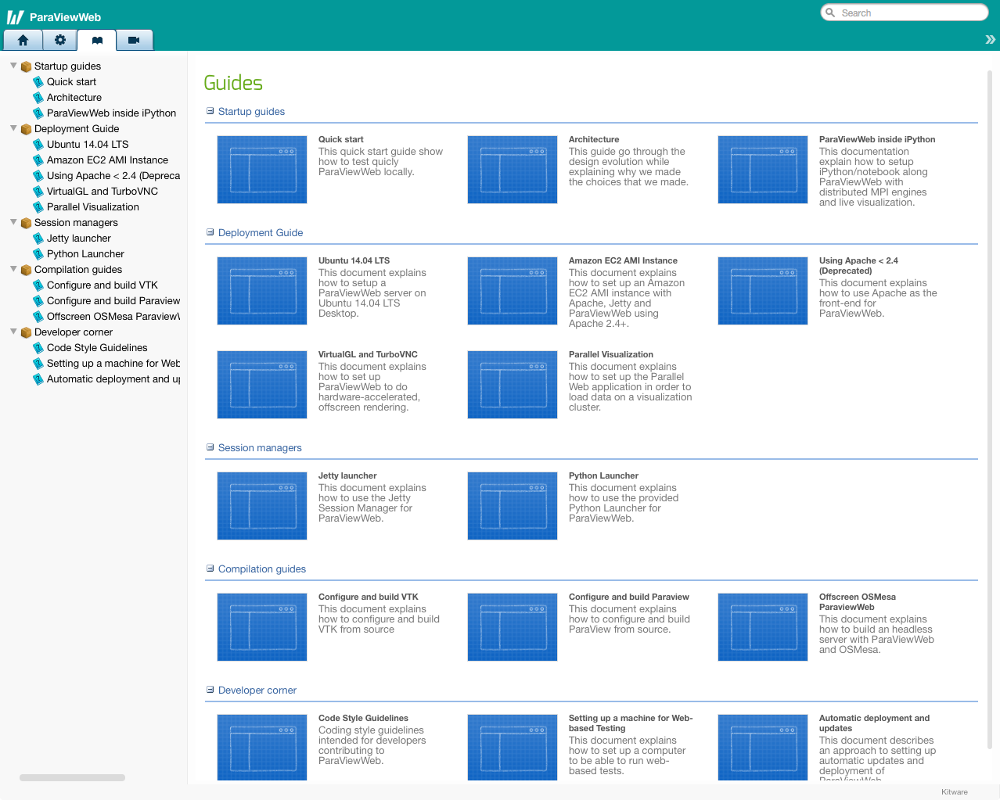 ParaViewWeb
Search
Startup guides
Quick start
Architecture
ParaViewWeb inside iPython
Deployment Guide
Ubuntu 14.04 LTS
Amazon EC2 AMI Instance
Using Apache < 2.4 (Depreca
VirtualGL and TurboVNC
Parallel Visualization
Session managers
Jetty launcher
Python Launcher
Compilation guides
Configure and build VTK
Configure and build Paraview
Offscreen OSMesa ParaviewW
Developer corner
Code Style Guidelines
Setting up a machine for Web
Automatic deployment and up
Guides
Startup guides
Quick start
This quick start guide show
how to test quicly
ParaViewWeb locally.
Architecture
This guide go through the
design evolution while
explaining why we made
the choices that we made.
ParaViewWeb inside iPython
This documentation
explain how to setup
iPython/notebook along
ParaViewWeb with
distributed MPI engines
and live visualization.
Deployment Guide
Ubuntu 14.04 LTS
This document explains
how to setup a
ParaViewWeb server on
Ubuntu 14.04 LTS
Desktop.
Amazon EC2 AMI Instance
This document explains
how to set up an Amazon
EC2 AMI instance with
Apache, Jetty and
ParaViewWeb using
Apache 2.4+.
Using Apache < 2.4
(Deprecated)
This document explains
how to use Apache as the
front-end for
ParaViewWeb.
VirtualGL and TurboVNC
This document explains
how to set up
ParaViewWeb to do
hardware-accelerated,
offscreen rendering.
Parallel Visualization
This document explains
how to set up the Parallel
Web application in order to
load data on a visualization
cluster.
Session managers
Jetty launcher
This document explains
how to use the Jetty
Session Manager for
ParaViewWeb.
Python Launcher
This document explains
how to use the provided
Python Launcher for
ParaViewWeb.
Compilation guides
Configure and build VTK
This document explains
how to configure and build
VTK from source
Configure and build Paraview
This document explains
how to configure and build
ParaView from source.
Offscreen OSMesa
ParaviewWeb
This document explains
how to build an headless
server with ParaViewWeb
and OSMesa.
Developer corner
Code Style Guidelines
Coding style guidelines
intended for developers
contributing to
ParaViewWeb.
Setting up a machine for Web-
based Testing
This document explains
how to set up a computer
to be able to run web-
based tests.
Automatic deployment and
updates
This document describes
an approach to setting up
automatic updates and
deployment of
ParaViewWeb
Kitware